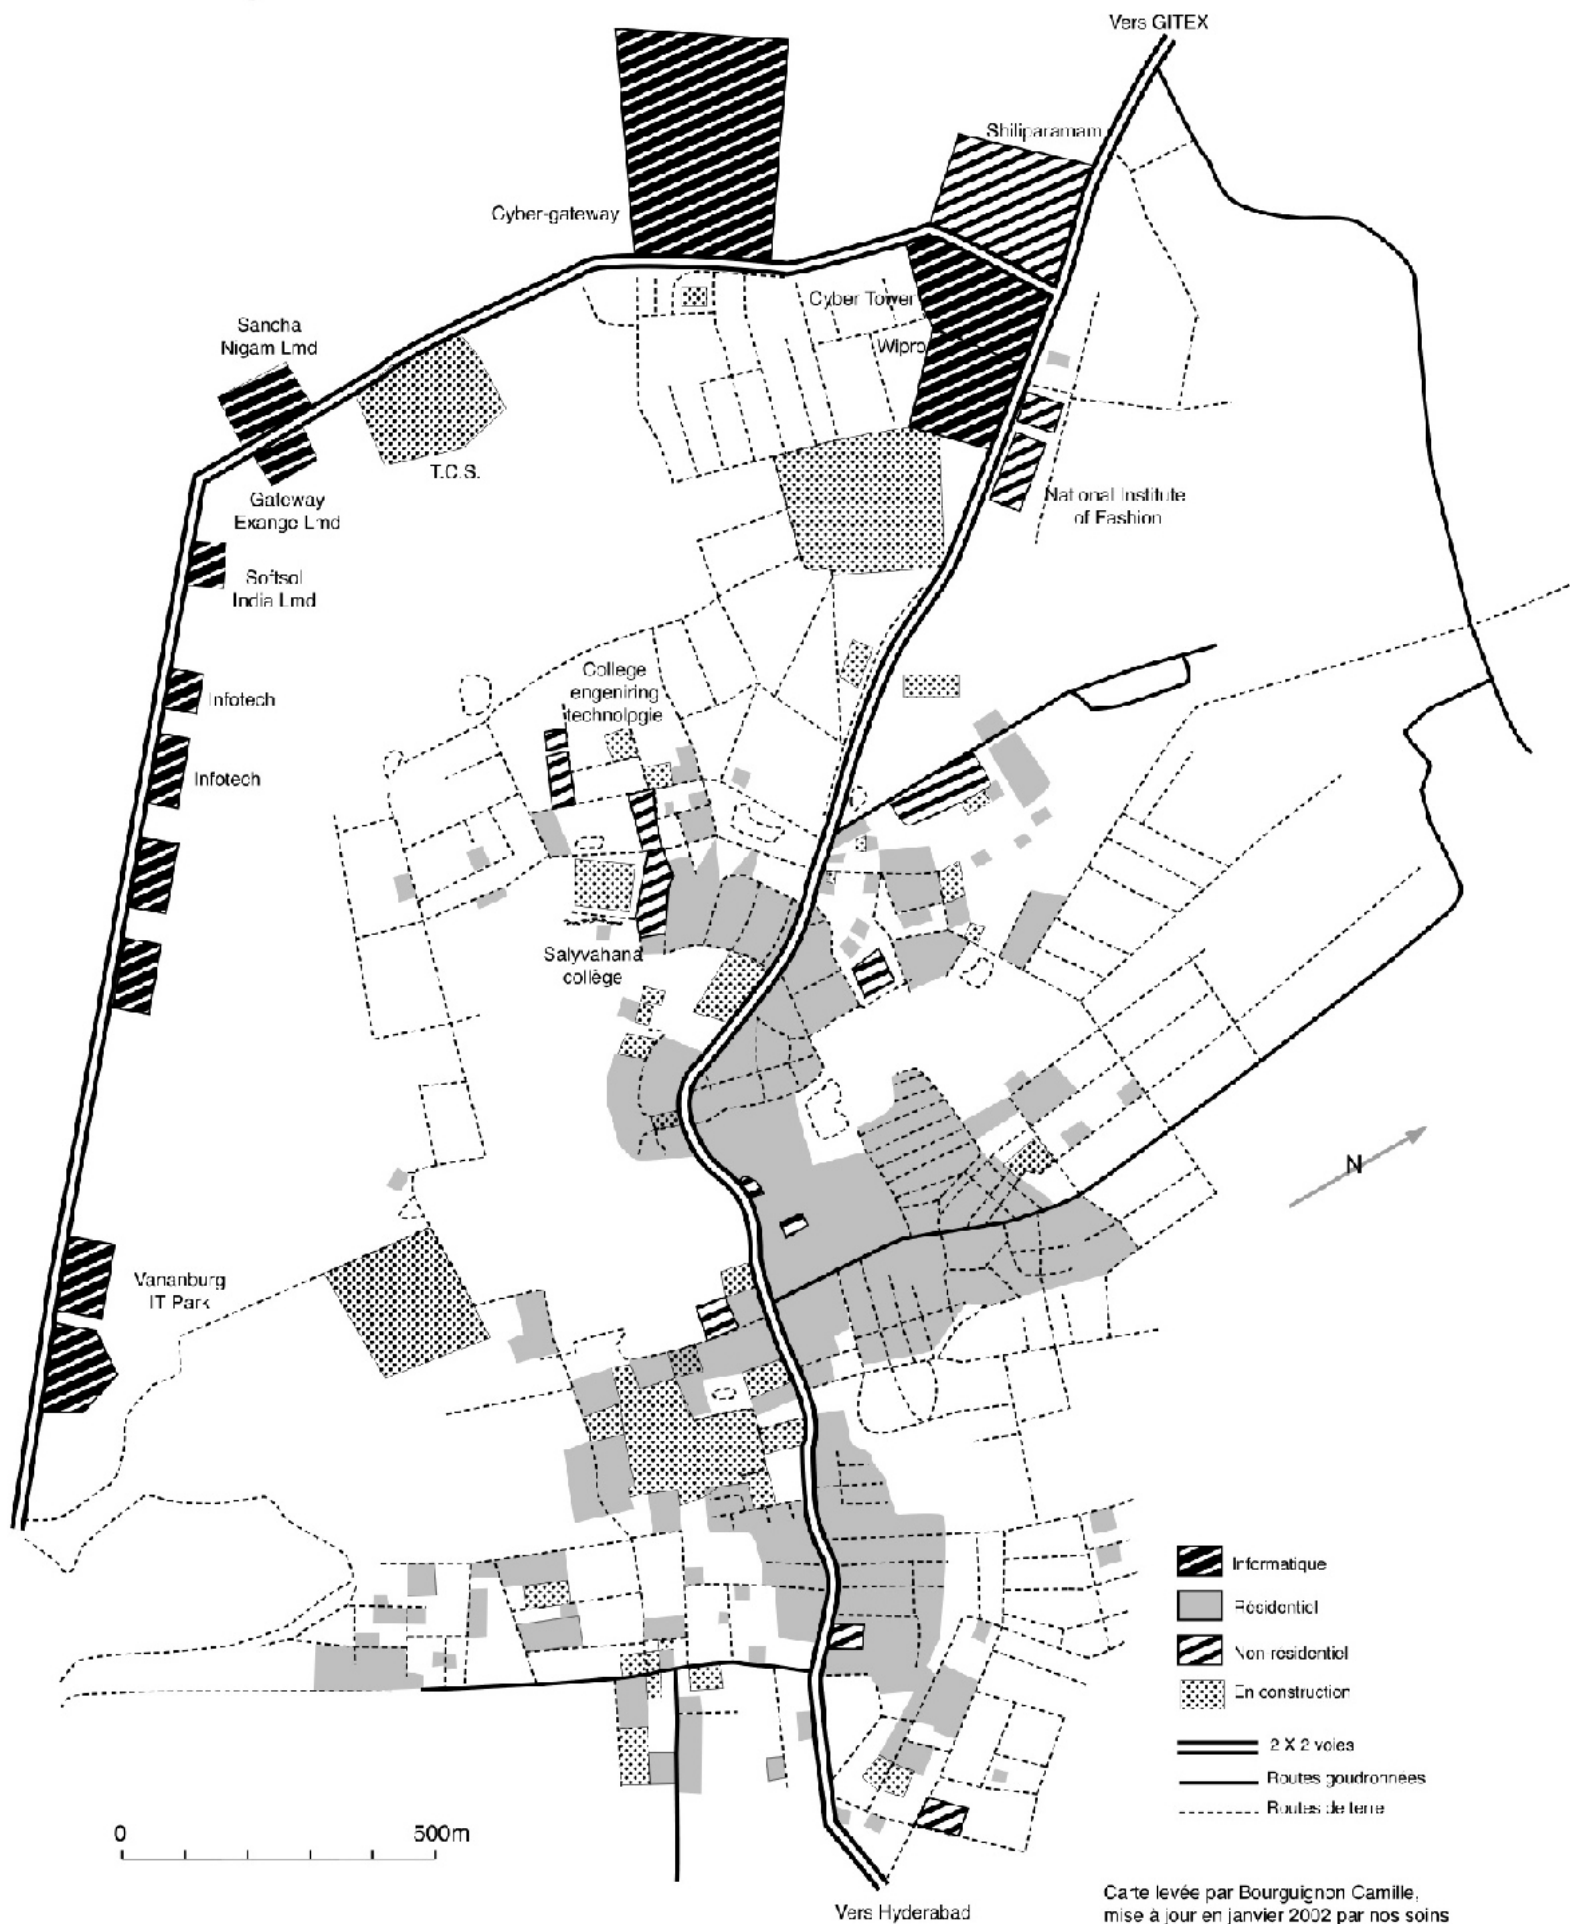 Vers GITEX
Shiliparamam
Cyber-gateway
Cyber Tower
Sancha
Nigam Lmd
Wipro
T.C.S.
Gateway
Exange Lmd
National Institute
of Fashion
Softsol
India Lmd
College
engeniring
technolpgie
Infotech
Infotech
Salyvahana
collège
N
Vananburg
IT Park
Informatique
Résidentiel
Non résidentiel
En construction
2 X 2 voies
Routes goudronnées
Routes de terre
0 500m
Carte levée par Bourguignon Camille,
mise à jour en janvier 2002 par nos soins
Vers Hyderabad